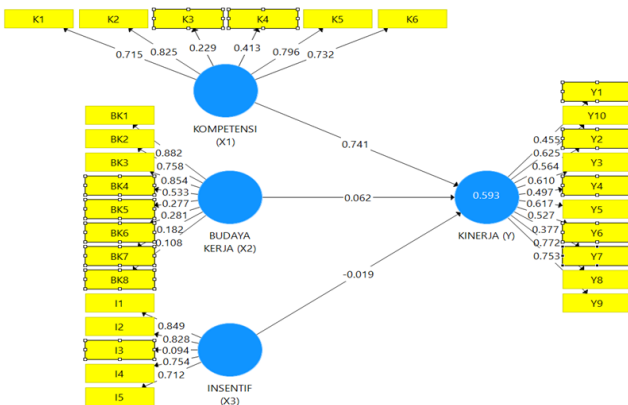 K1 K2 K3 K4 K5 K6
0.715 0.825 0.229 0.413 0.796 0.732
KOMPETENSI
(X1)
0.741
BK1
BK2
BK3
BK4
BK5
BK6
BK7
BK8
0.882
0.758
0.854
0.533
0.277
0.281
0.182
0.108
BUDAYA
KERJA (X2)
0.062
I1
I2
I3
I4
I5
0.849
0.828
0.094
0.754
0.712
INSENTIF
(X3)
-0.019
0.593
KINERJA (Y)
0.455
0.625
0.564
0.610
0.497
0.617
0.527
0.377
0.772
0.753
Y1
Y10
Y2
Y3
Y4
Y5
Y6
Y7
Y8
Y9